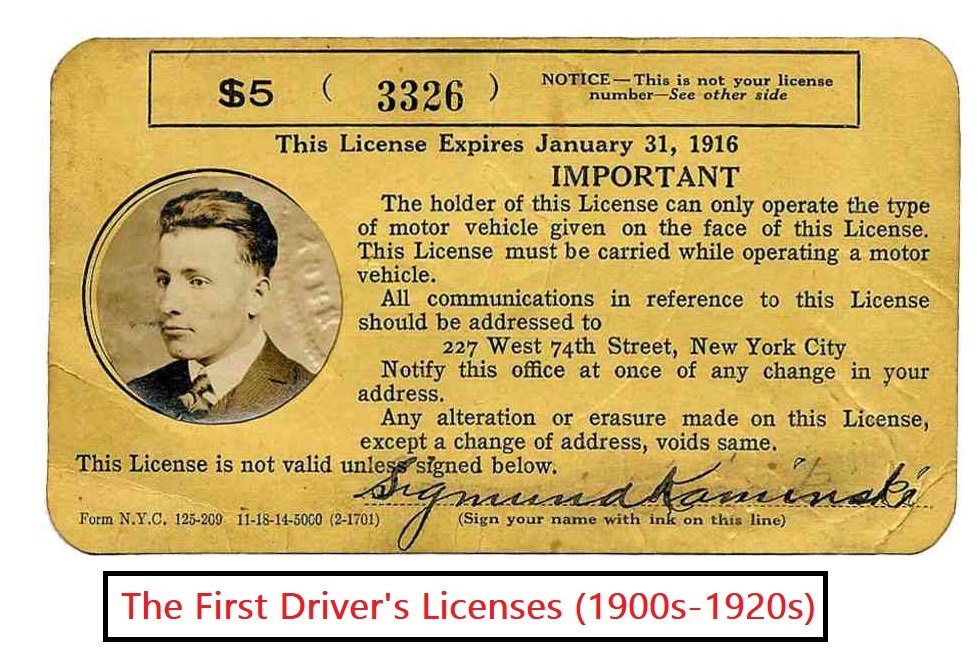 $5 ( 3326 ) NOTICE—This is not your license
number—See other side
This License Expires January 31, 1916
IMPORTANT
The holder of this License can only operate the type
of motor vehicle given on the face of this License.
This License must be carried while operating a motor
vehicle.
All communications in reference to this License
should be addressed to
227 West 74th Street, New York City
Notify this office at once of any change in your
address.
Any alteration or erasure made on this License,
except a change of address, voids same.
This License is not valid unless signed below.
Sigmund Kaminski
Form N.Y.C. 125-209 11-18-14-5000 (2-1701) (Sign your name with ink on this line)
The First Driver's Licenses (1900s-1920s)